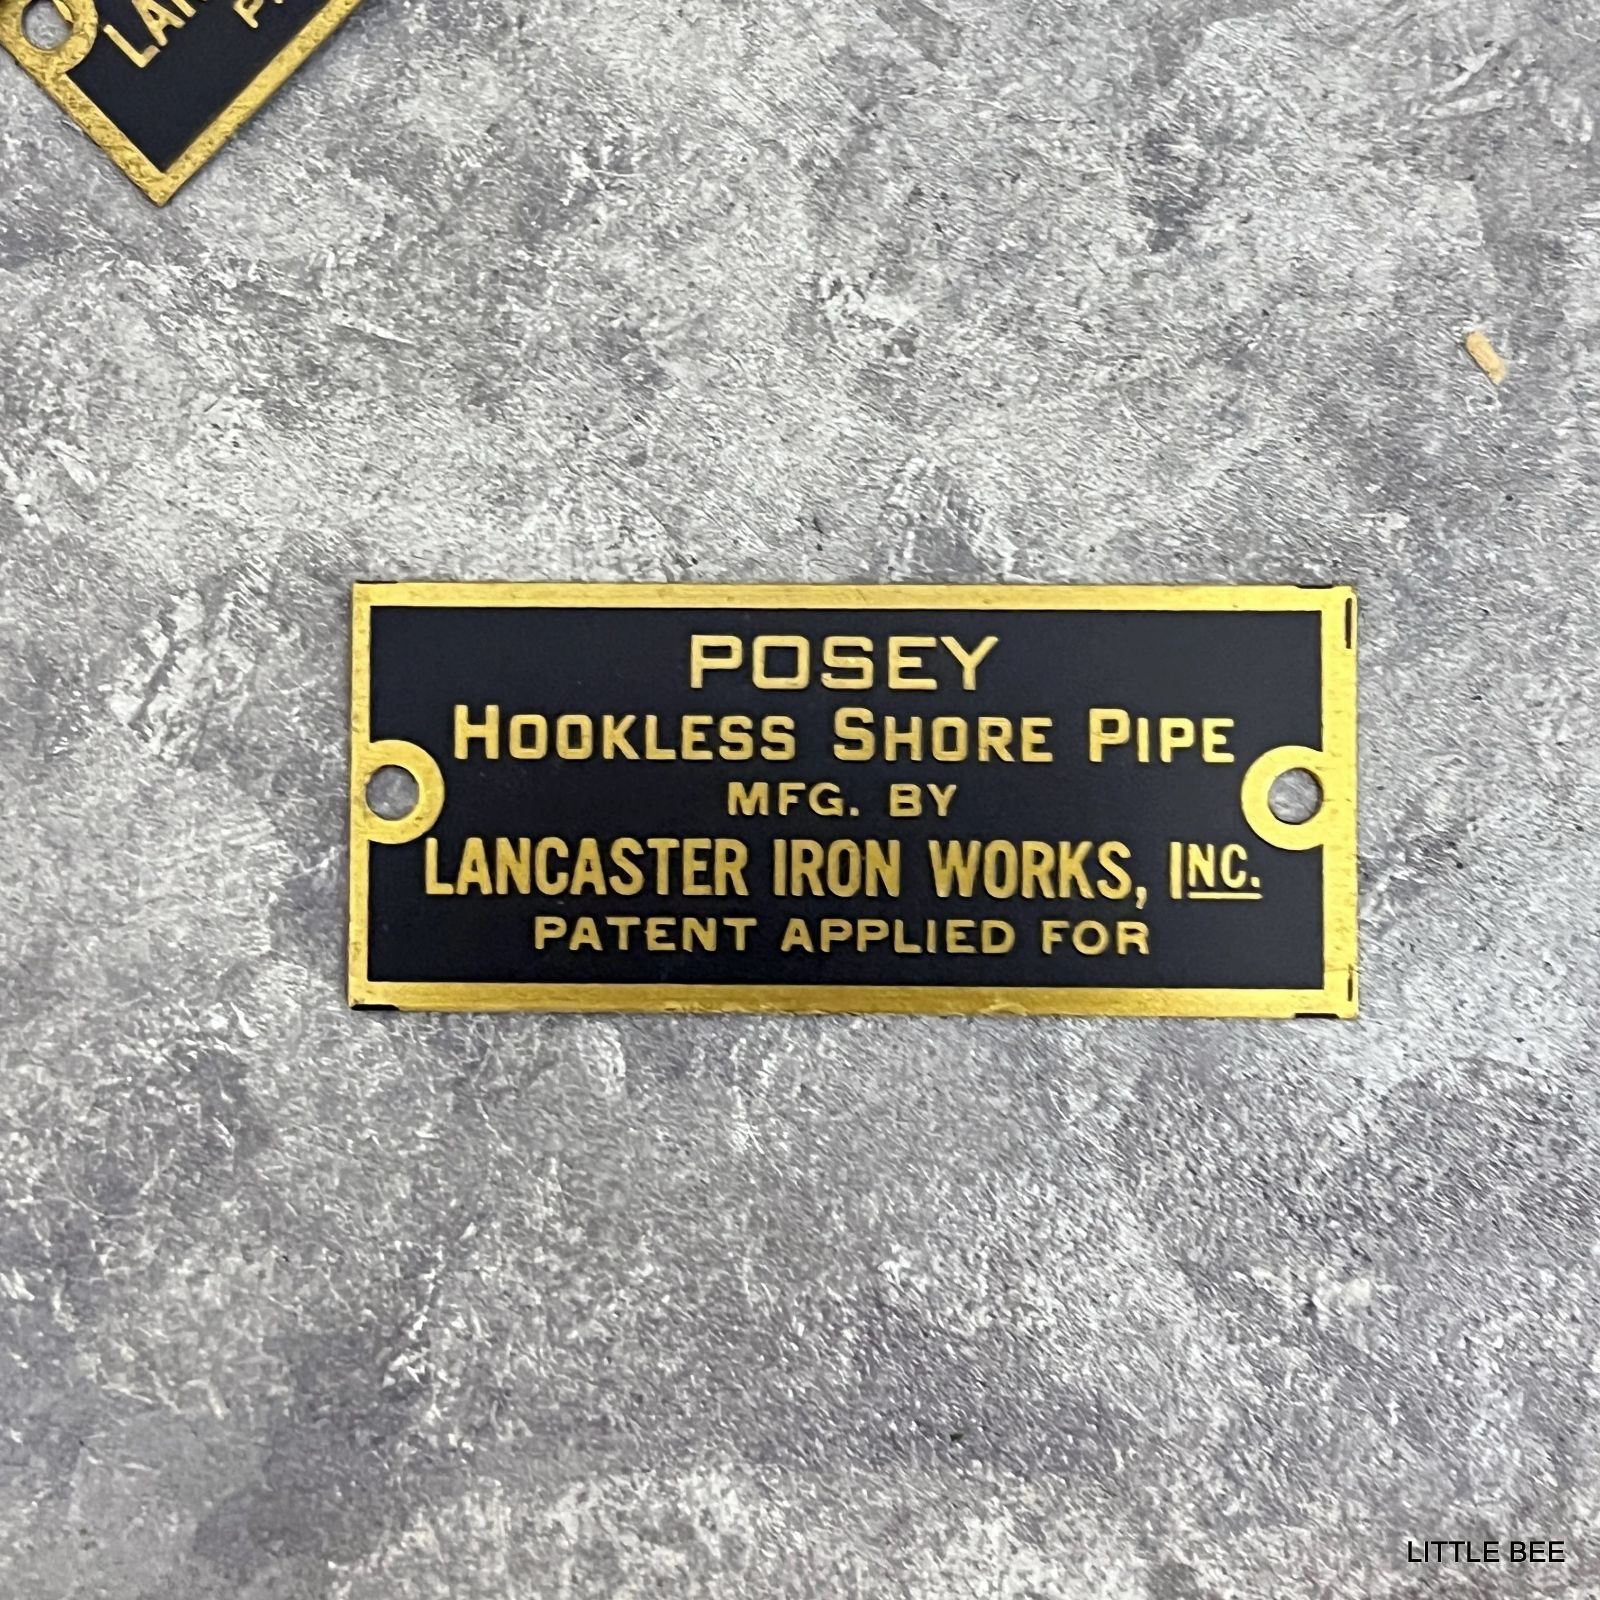 POSEY
HOOKLESS SHORE PIPE
MFG. BY
LANCASTER IRON WORKS, INC.
PATENT APPLIED FOR
LITTLE BEE